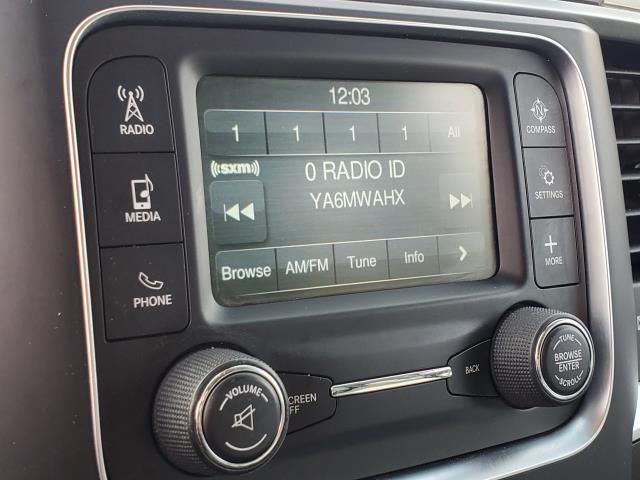 12:03
1 1 1 1 All
((sxm)) 0 RADIO ID
YA6MWAHX
Browse AM/FM Tune Info
RADIO
MEDIA
PHONE
COMPASS
SETTINGS
MORE
VOLUME
SCREEN
OFF
BACK
TUNE
BROWSE
ENTER
SCROLL